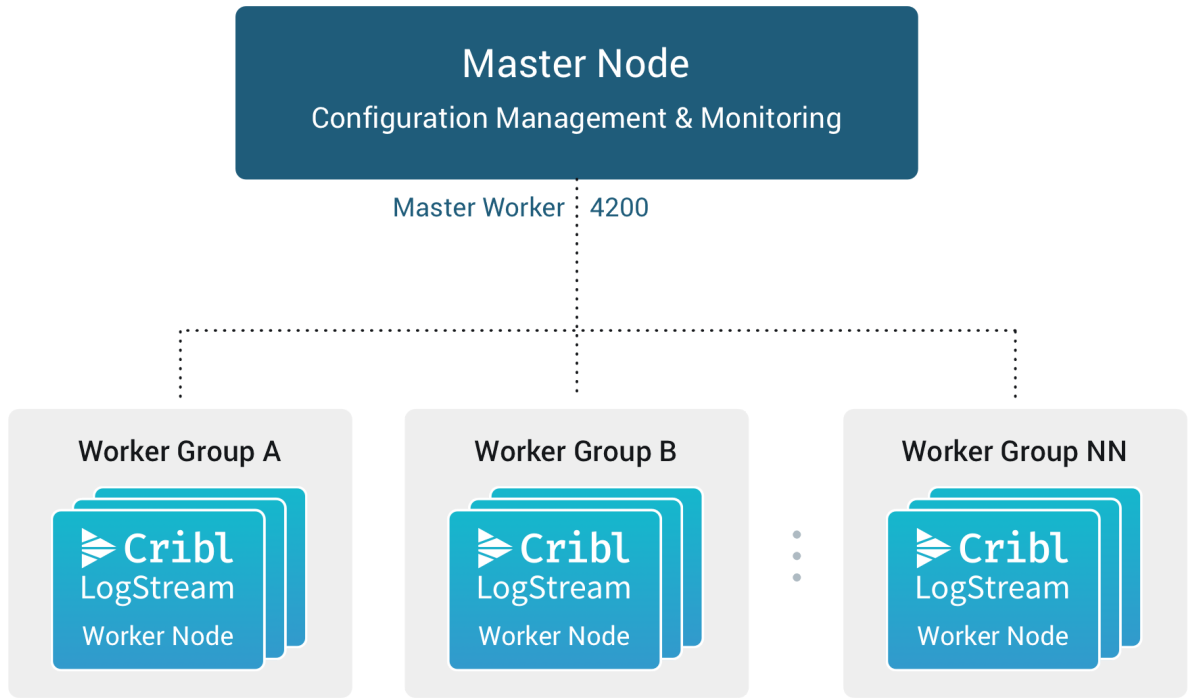 Master Node
Configuration Management & Monitoring
Master Worker 4200
Worker Group A
Cribl
LogStream
Worker Node
Worker Group B
Cribl
LogStream
Worker Node
Worker Group NN
Cribl
LogStream
Worker Node